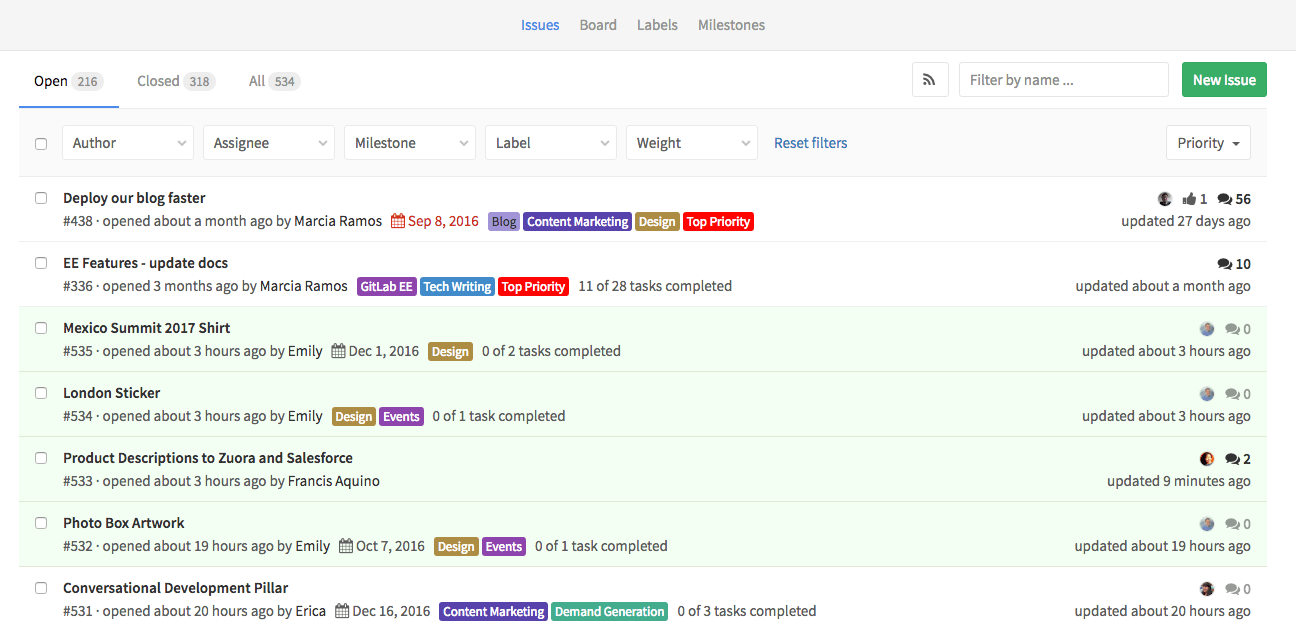 Issues Board Labels Milestones
Open 216 Closed 318 All 534 Filter by name ... New Issue
Author Assignee Milestone Label Weight Reset filters Priority
Deploy our blog faster 1 56
#438 · opened about a month ago by Marcia Ramos Sep 8, 2016 Blog Content Marketing Design Top Priority updated 27 days ago
EE Features - update docs 10
#336 · opened 3 months ago by Marcia Ramos GitLab EE Tech Writing Top Priority 11 of 28 tasks completed updated about a month ago
Mexico Summit 2017 Shirt 0
#535 · opened about 3 hours ago by Emily Dec 1, 2016 Design 0 of 2 tasks completed updated about 3 hours ago
London Sticker 0
#534 · opened about 3 hours ago by Emily Design Events 0 of 1 task completed updated about 3 hours ago
Product Descriptions to Zuora and Salesforce 2
#533 · opened about 3 hours ago by Francis Aquino updated 9 minutes ago
Photo Box Artwork 0
#532 · opened about 19 hours ago by Emily Oct 7, 2016 Design Events 0 of 1 task completed updated about 19 hours ago
Conversational Development Pillar 0
#531 · opened about 20 hours ago by Erica Dec 16, 2016 Content Marketing Demand Generation 0 of 3 tasks completed updated about 20 hours ago